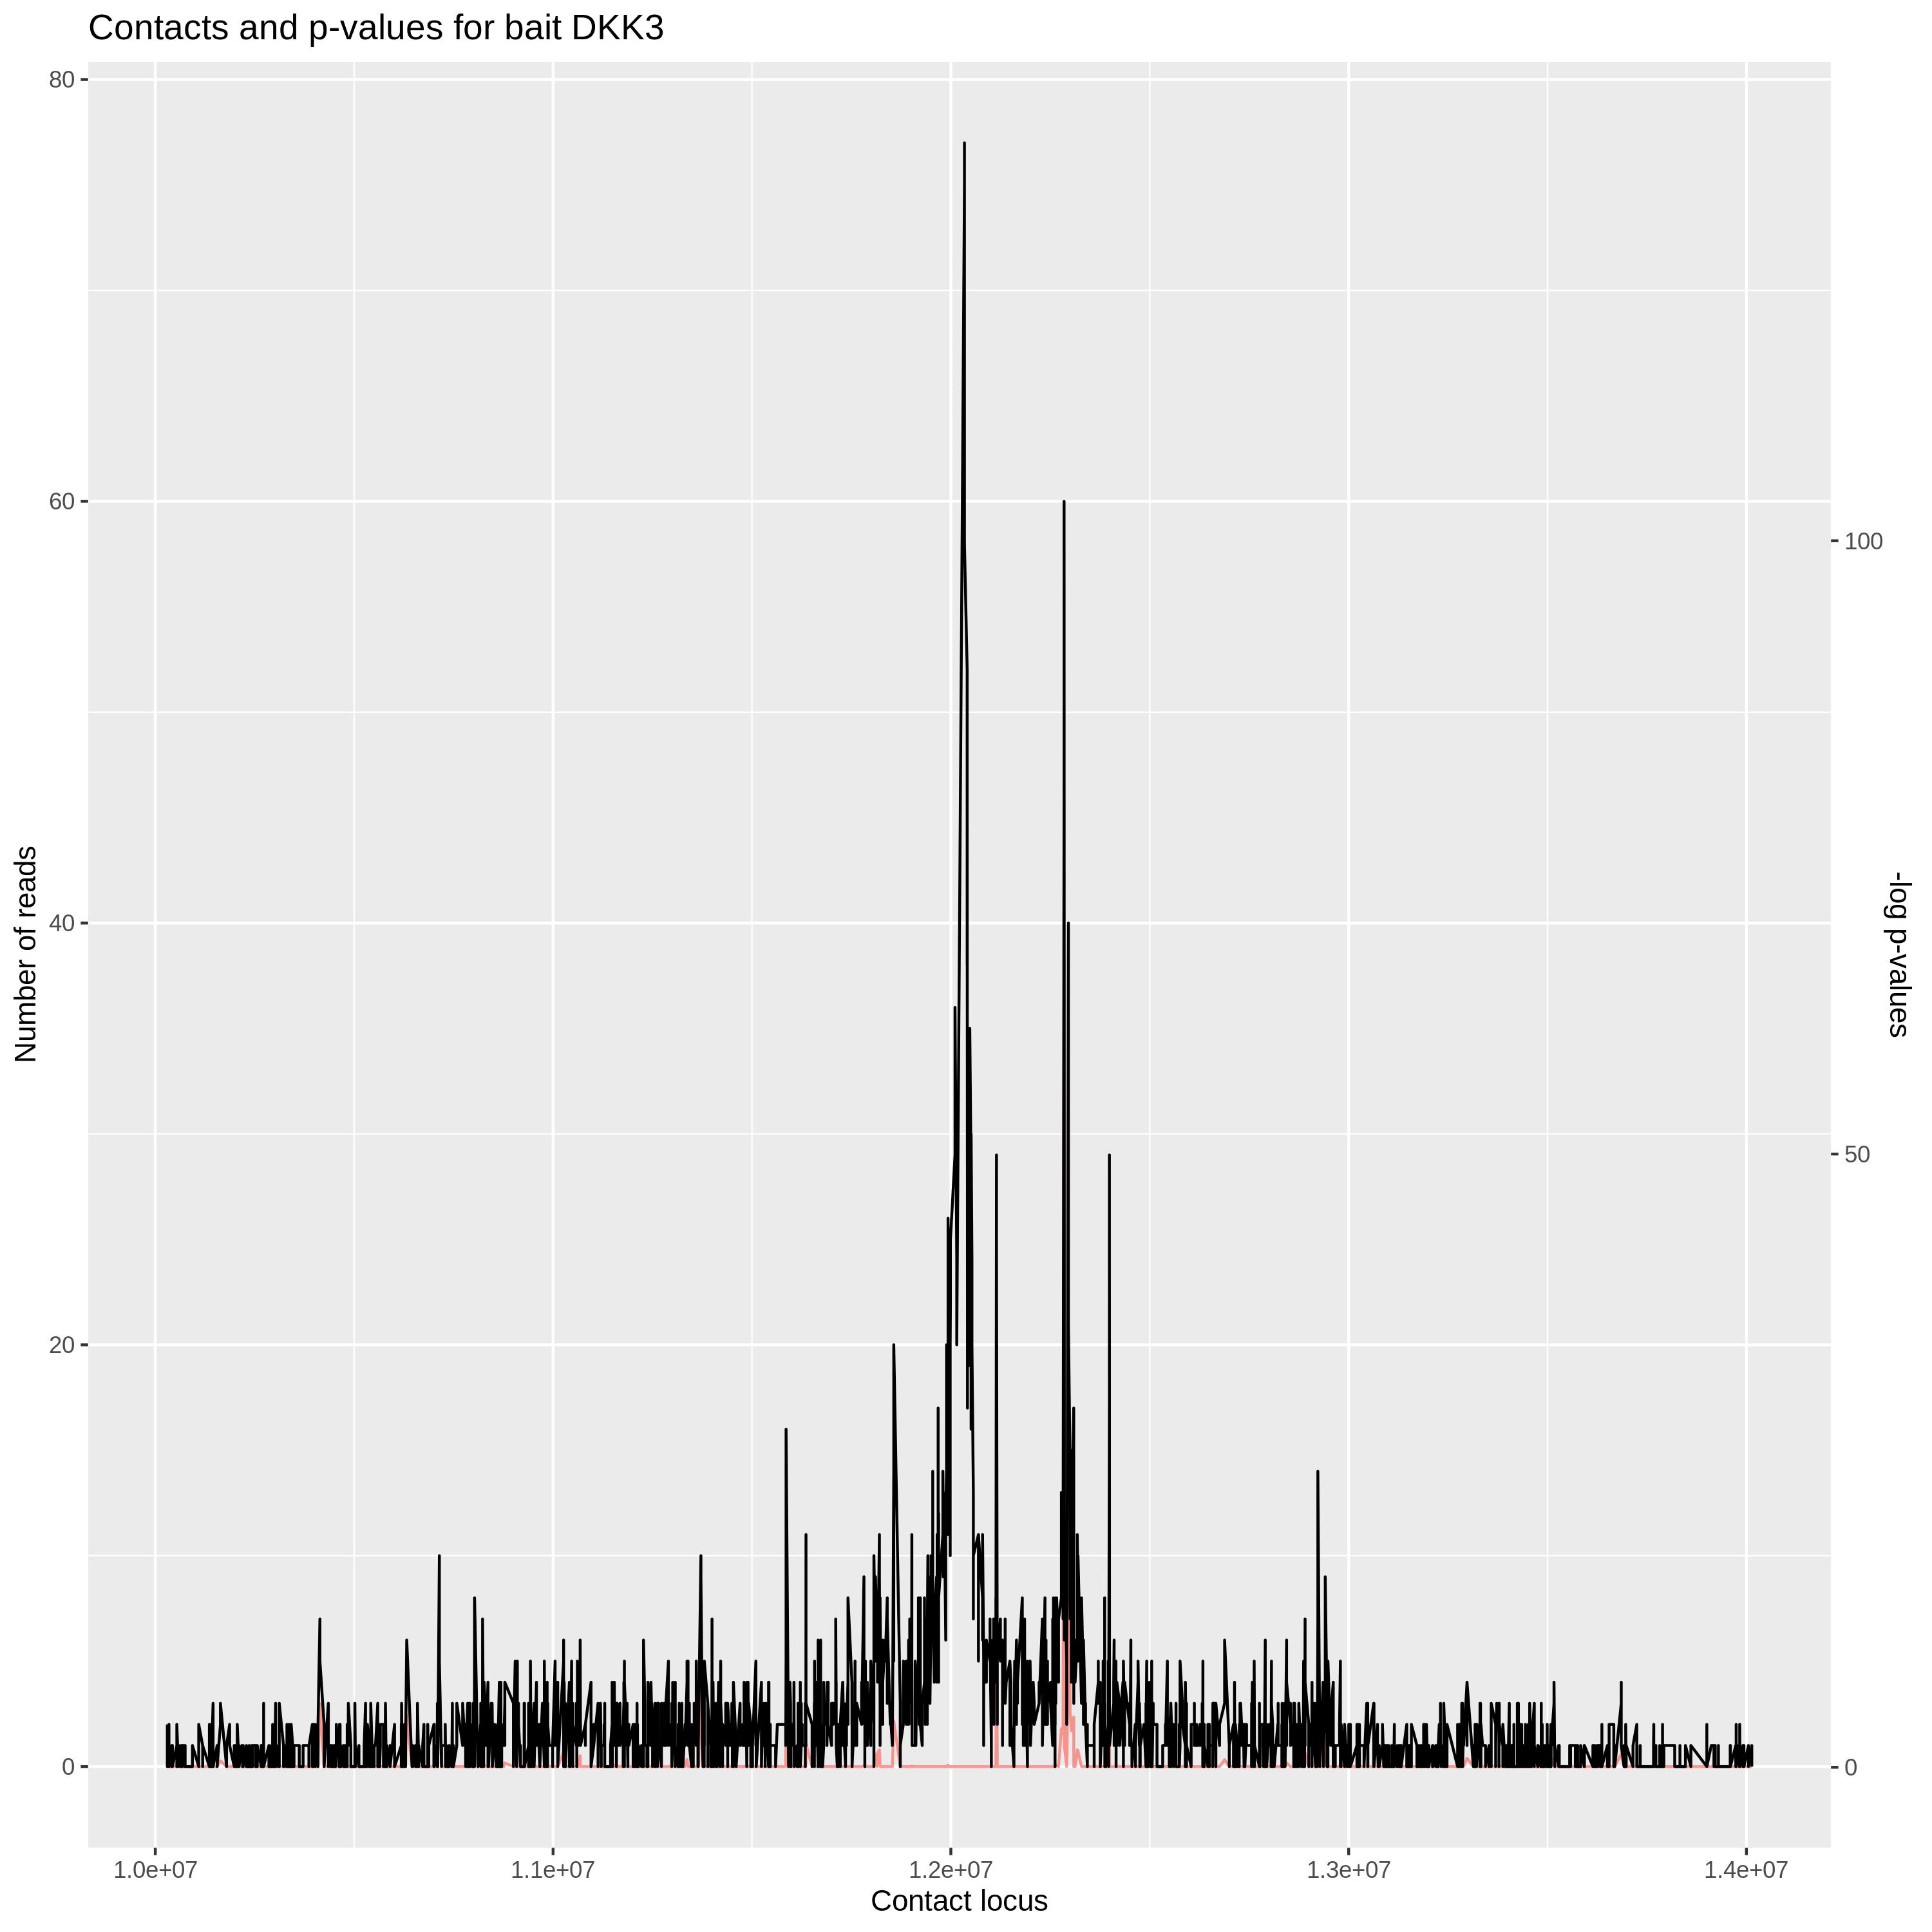 Contacts and p-values for bait DKK3
80
60
40
20
0
Number of reads
100
50
0
-log p-values
1.0e+07 1.1e+07 1.2e+07 1.3e+07 1.4e+07
Contact locus